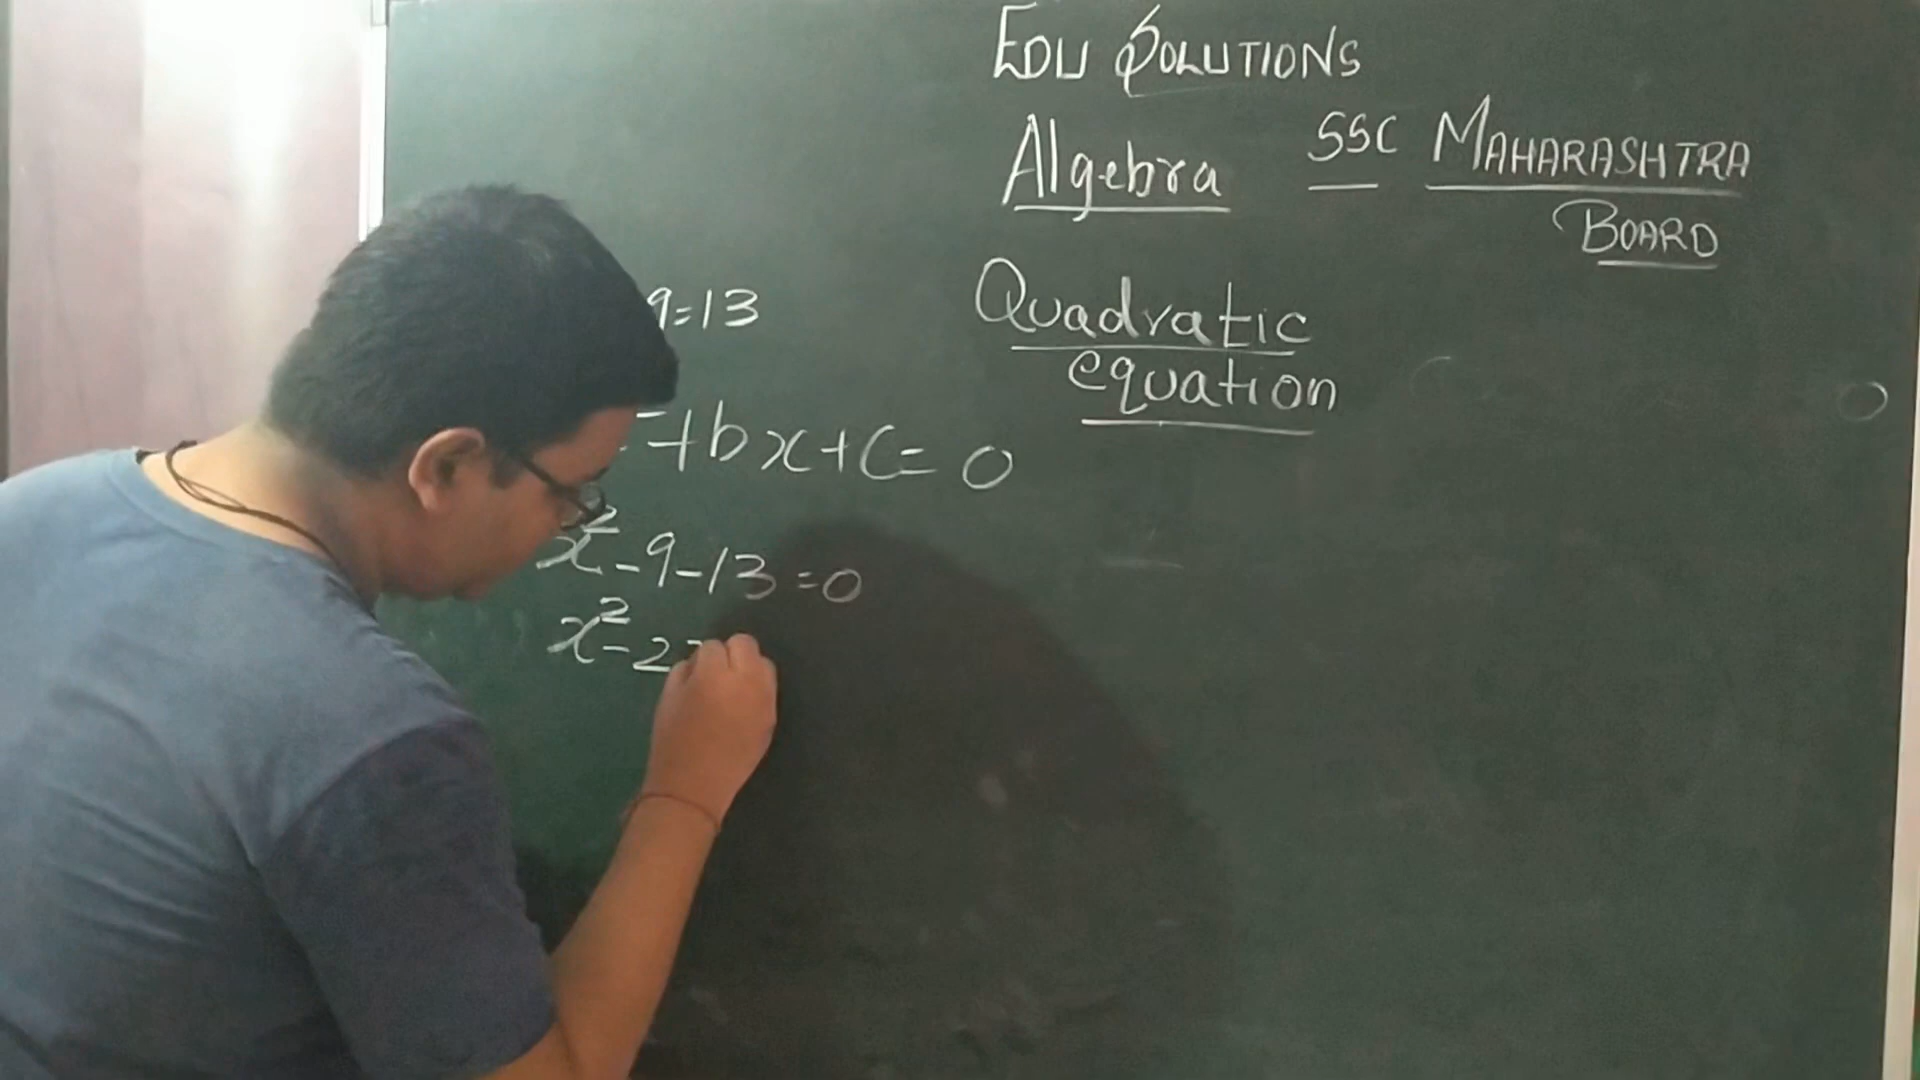 EDU SOLUTIONS
Algebra SSC MAHARASHTRA
BOARD
Quadratic
equation
9=13
+bx+c=0
x²-9-13=0
x²-2